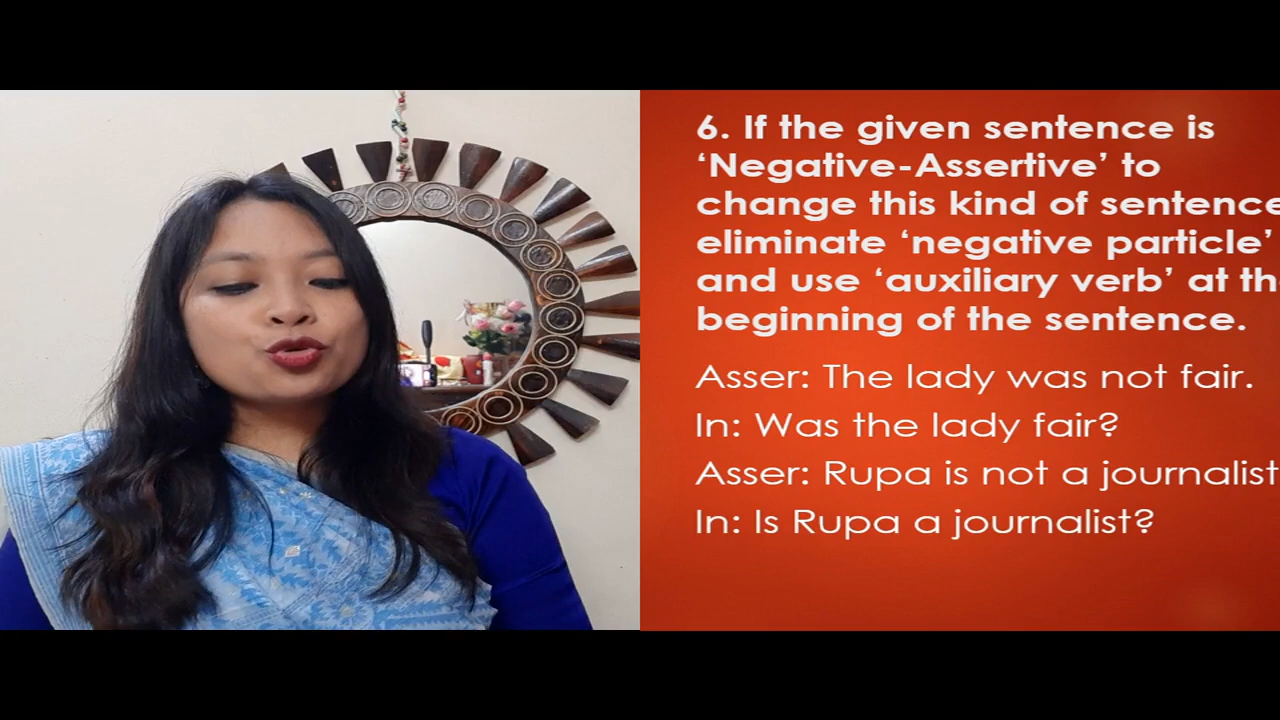 6. If the given sentence is
‘Negative-Assertive’ to
change this kind of sentence
eliminate ‘negative particle’
and use ‘auxiliary verb’ at
beginning of the sentence.
Asser: The lady was not fair.
In: Was the lady fair?
Asser: Rupa is not a journalist
In: Is Rupa a journalist?